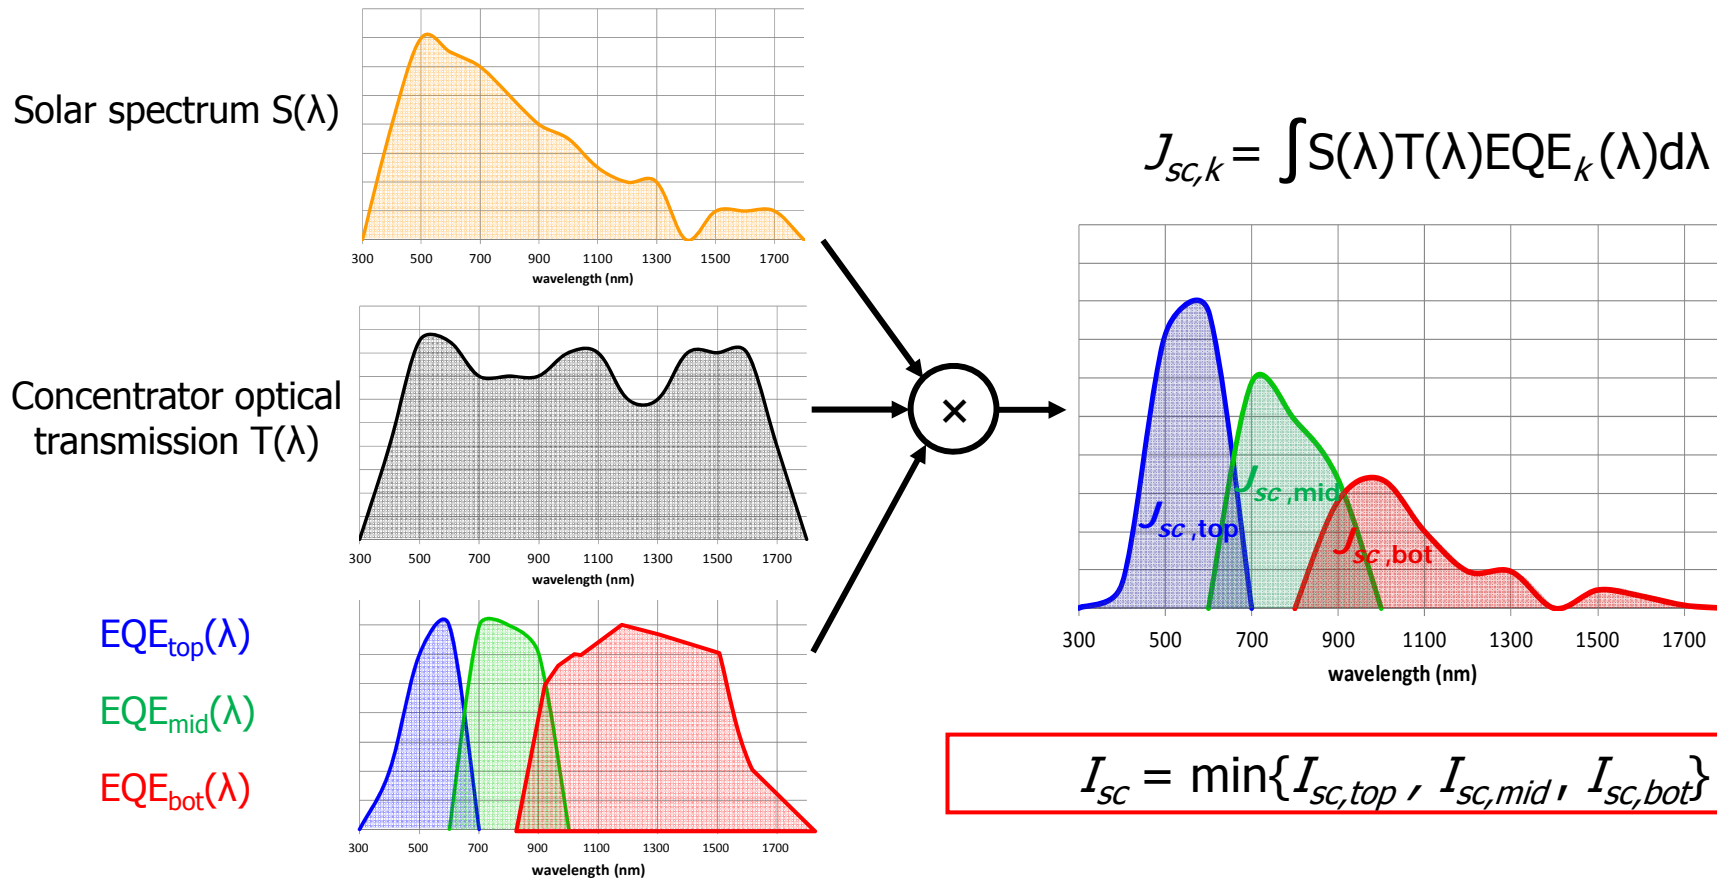 Solar spectrum S(λ)
300 500 700 900 1100 1300 1500 1700
wavelength (nm)
Concentrator optical
transmission T(λ)
300 500 700 900 1100 1300 1500 1700
wavelength (nm)
EQEtop(λ)
EQEmid(λ)
EQEbot(λ)
300 500 700 900 1100 1300 1500 1700
wavelength (nm)
×
Jsc,k = ∫S(λ)T(λ)EQEk(λ)dλ
Jsc,mid
Jsc,top
Jsc,bot
300 500 700 900 1100 1300 1500 1700
wavelength (nm)
Isc = min{Isc,top , Isc,mid , Isc,bot}